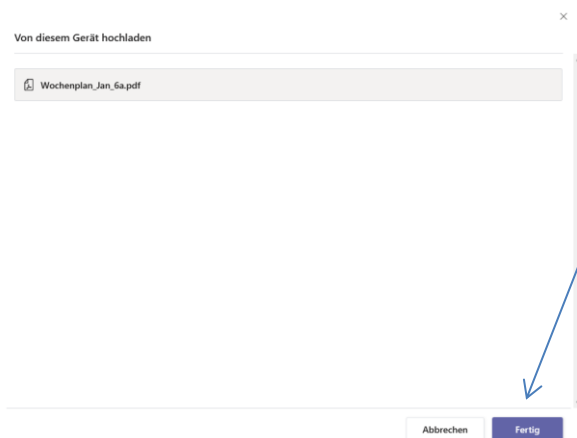 Von diesem Gerät hochladen
Wochenplan_Jan_6a.pdf
Abbrechen Fertig